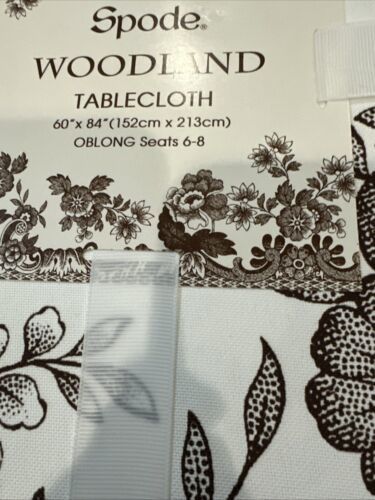 Spode®
WOODLAND
TABLECLOTH
60"x 84"(152cm x 213cm)
OBLONG Seats 6-8